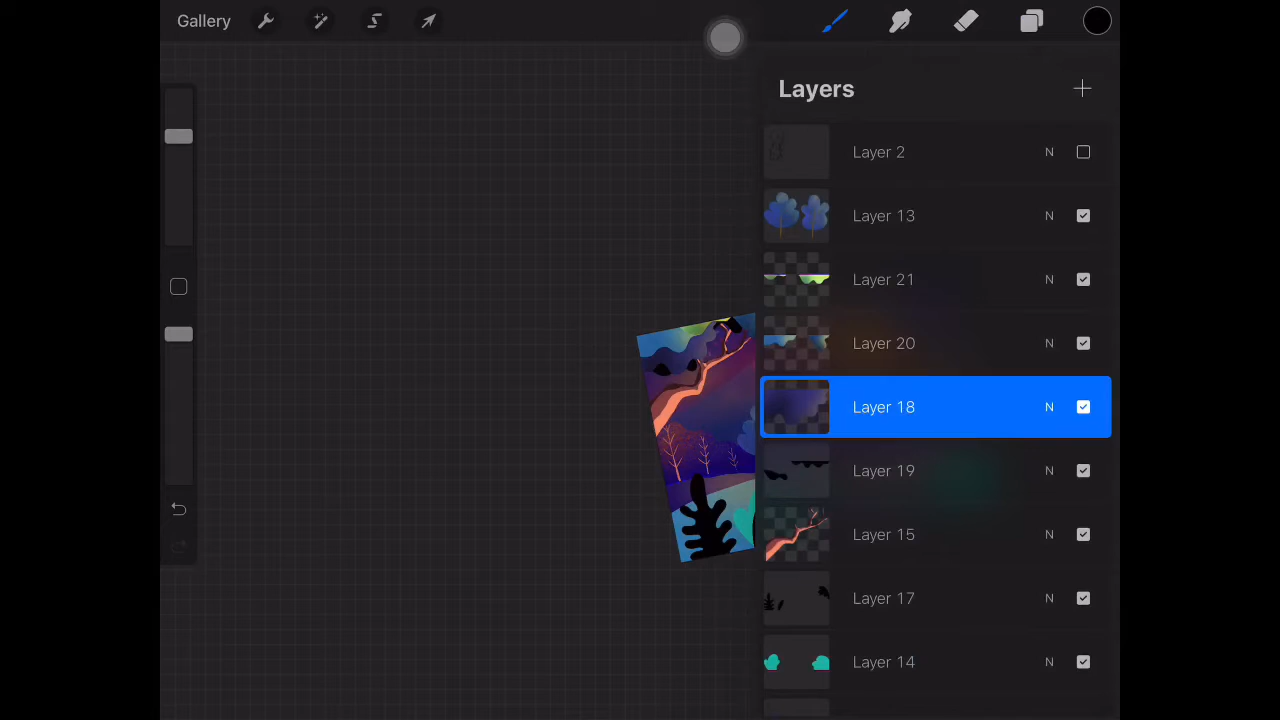 Gallery
Layers
Layer 2 N
Layer 13 N
Layer 21 N
Layer 20 N
Layer 18 N
Layer 19 N
Layer 15 N
Layer 17 N
Layer 14 N